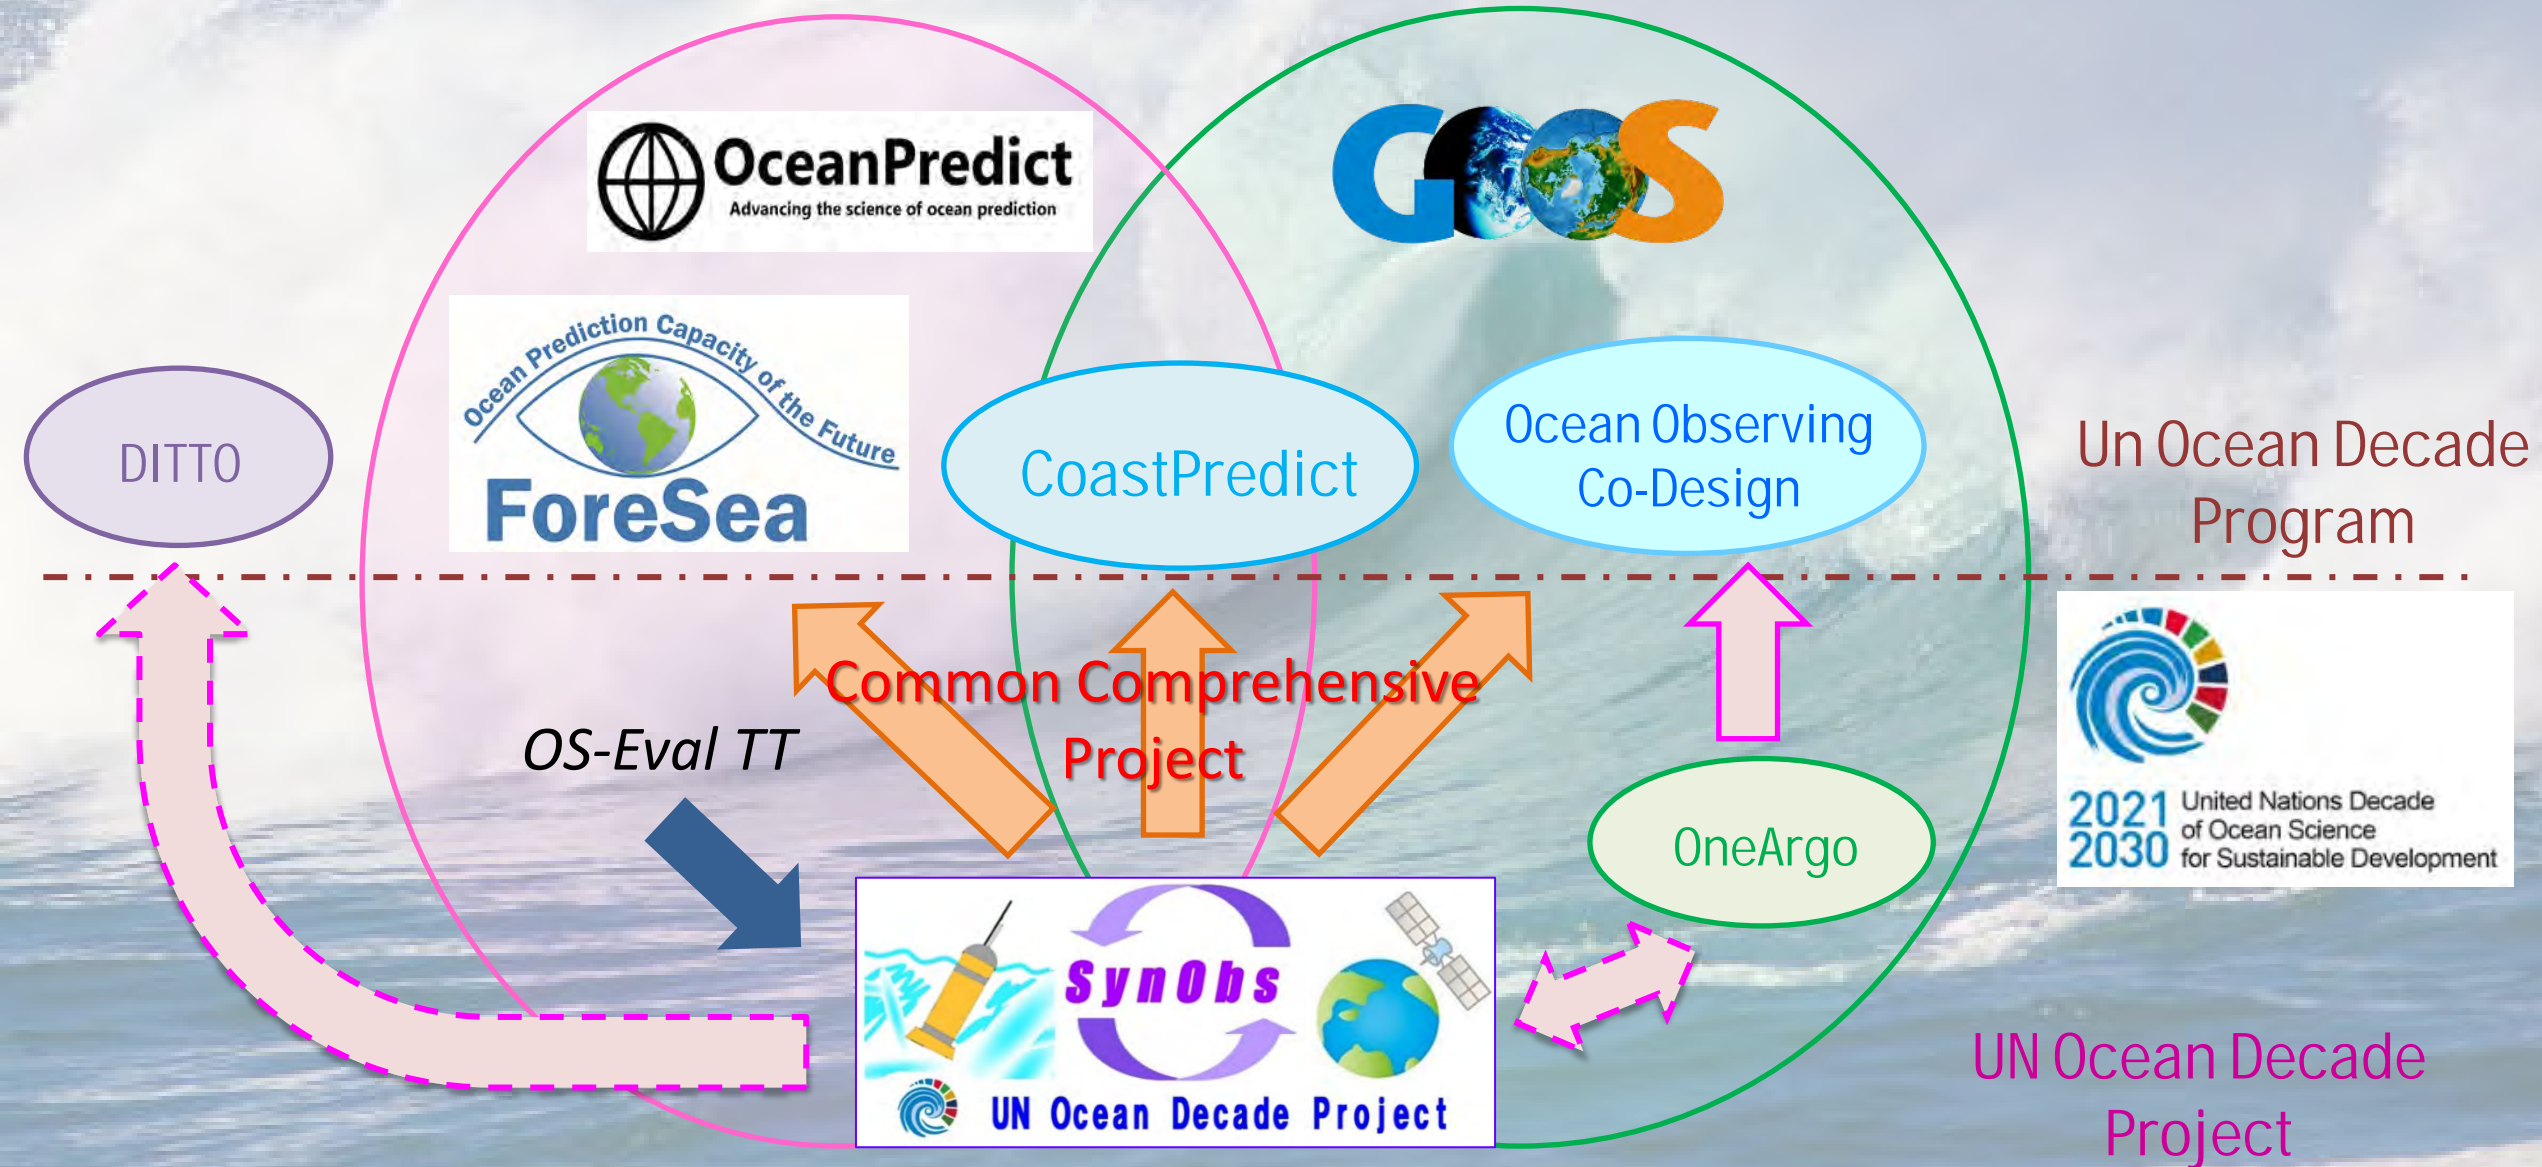 OceanPredict
Advancing the science of ocean prediction
GOOS
Ocean Prediction Capacity of the Future
ForeSea
DITTO
CoastPredict
Ocean Observing
Co-Design
Un Ocean Decade
Program
Common Comprehensive
Project
OS-Eval TT
OneArgo
2021
2030
United Nations Decade
of Ocean Science
for Sustainable Development
SynObs
UN Ocean Decade Project
UN Ocean Decade
Project